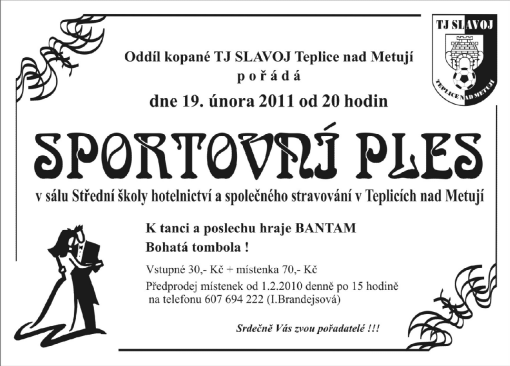 TJ SLAVOJ
TEPLICE NAD METUJÍ
Oddíl kopané TJ SLAVOJ Teplice nad Metují
pořádá
dne 19. února 2011 od 20 hodin
SPORTOVNÍ PLES
v sálu Střední školy hotelnictví a společného stravování v Teplicích nad Metují
K tanci a poslechu hraje BANTAM
Bohatá tombola !
Vstupné 30,- Kč + místenka 70,- Kč
Předprodej místenek od 1.2.2010 denně po 15 hodině
na telefonu 607 694 222 (I.Brandejsová)
Srdečně Vás zvou pořadatelé !!!